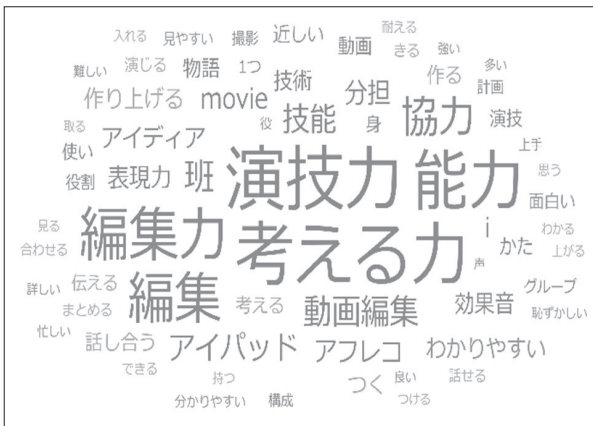 耐える
入れる 見やすい 撮影 近しい 動画 きる 強い
難しい 演じる 物語 1つ 技術 作る 多い
作り上げる movie 分担 計画
取る アイディア 役 技能 身 協力 演技
使い 上手
役割 表現力 班 演技力 能力 思う
面白い
見る 編集力 考える力 i かた わかる
合わせる 声 上がる
詳しい 伝える 編集 考える 動画編集 効果音 グループ
まとめる 恥ずかしい
忙しい 話し合う アイパッド アフレコ わかりやすい
できる 持つ つく 良い 話せる
分かりやすい 構成 つける